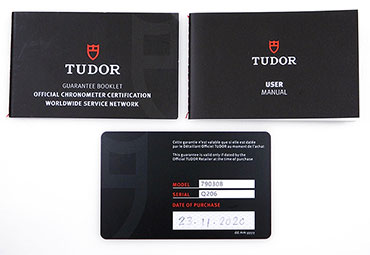 TUDOR
GUARANTEE BOOKLET
OFFICIAL CHRONOMETER CERTIFICATION
WORLDWIDE SERVICE NETWORK
TUDOR
USER
MANUAL
Cette garantie n'est valable que si elle est datée
par le Détaillant Officiel TUDOR au moment de l'achat.
This guarantee is valid only if dated by the
Official TUDOR Retailer at the time of purchase
MODEL 79030B
SERIAL Q206
DATE OF PURCHASE
23.11.2020